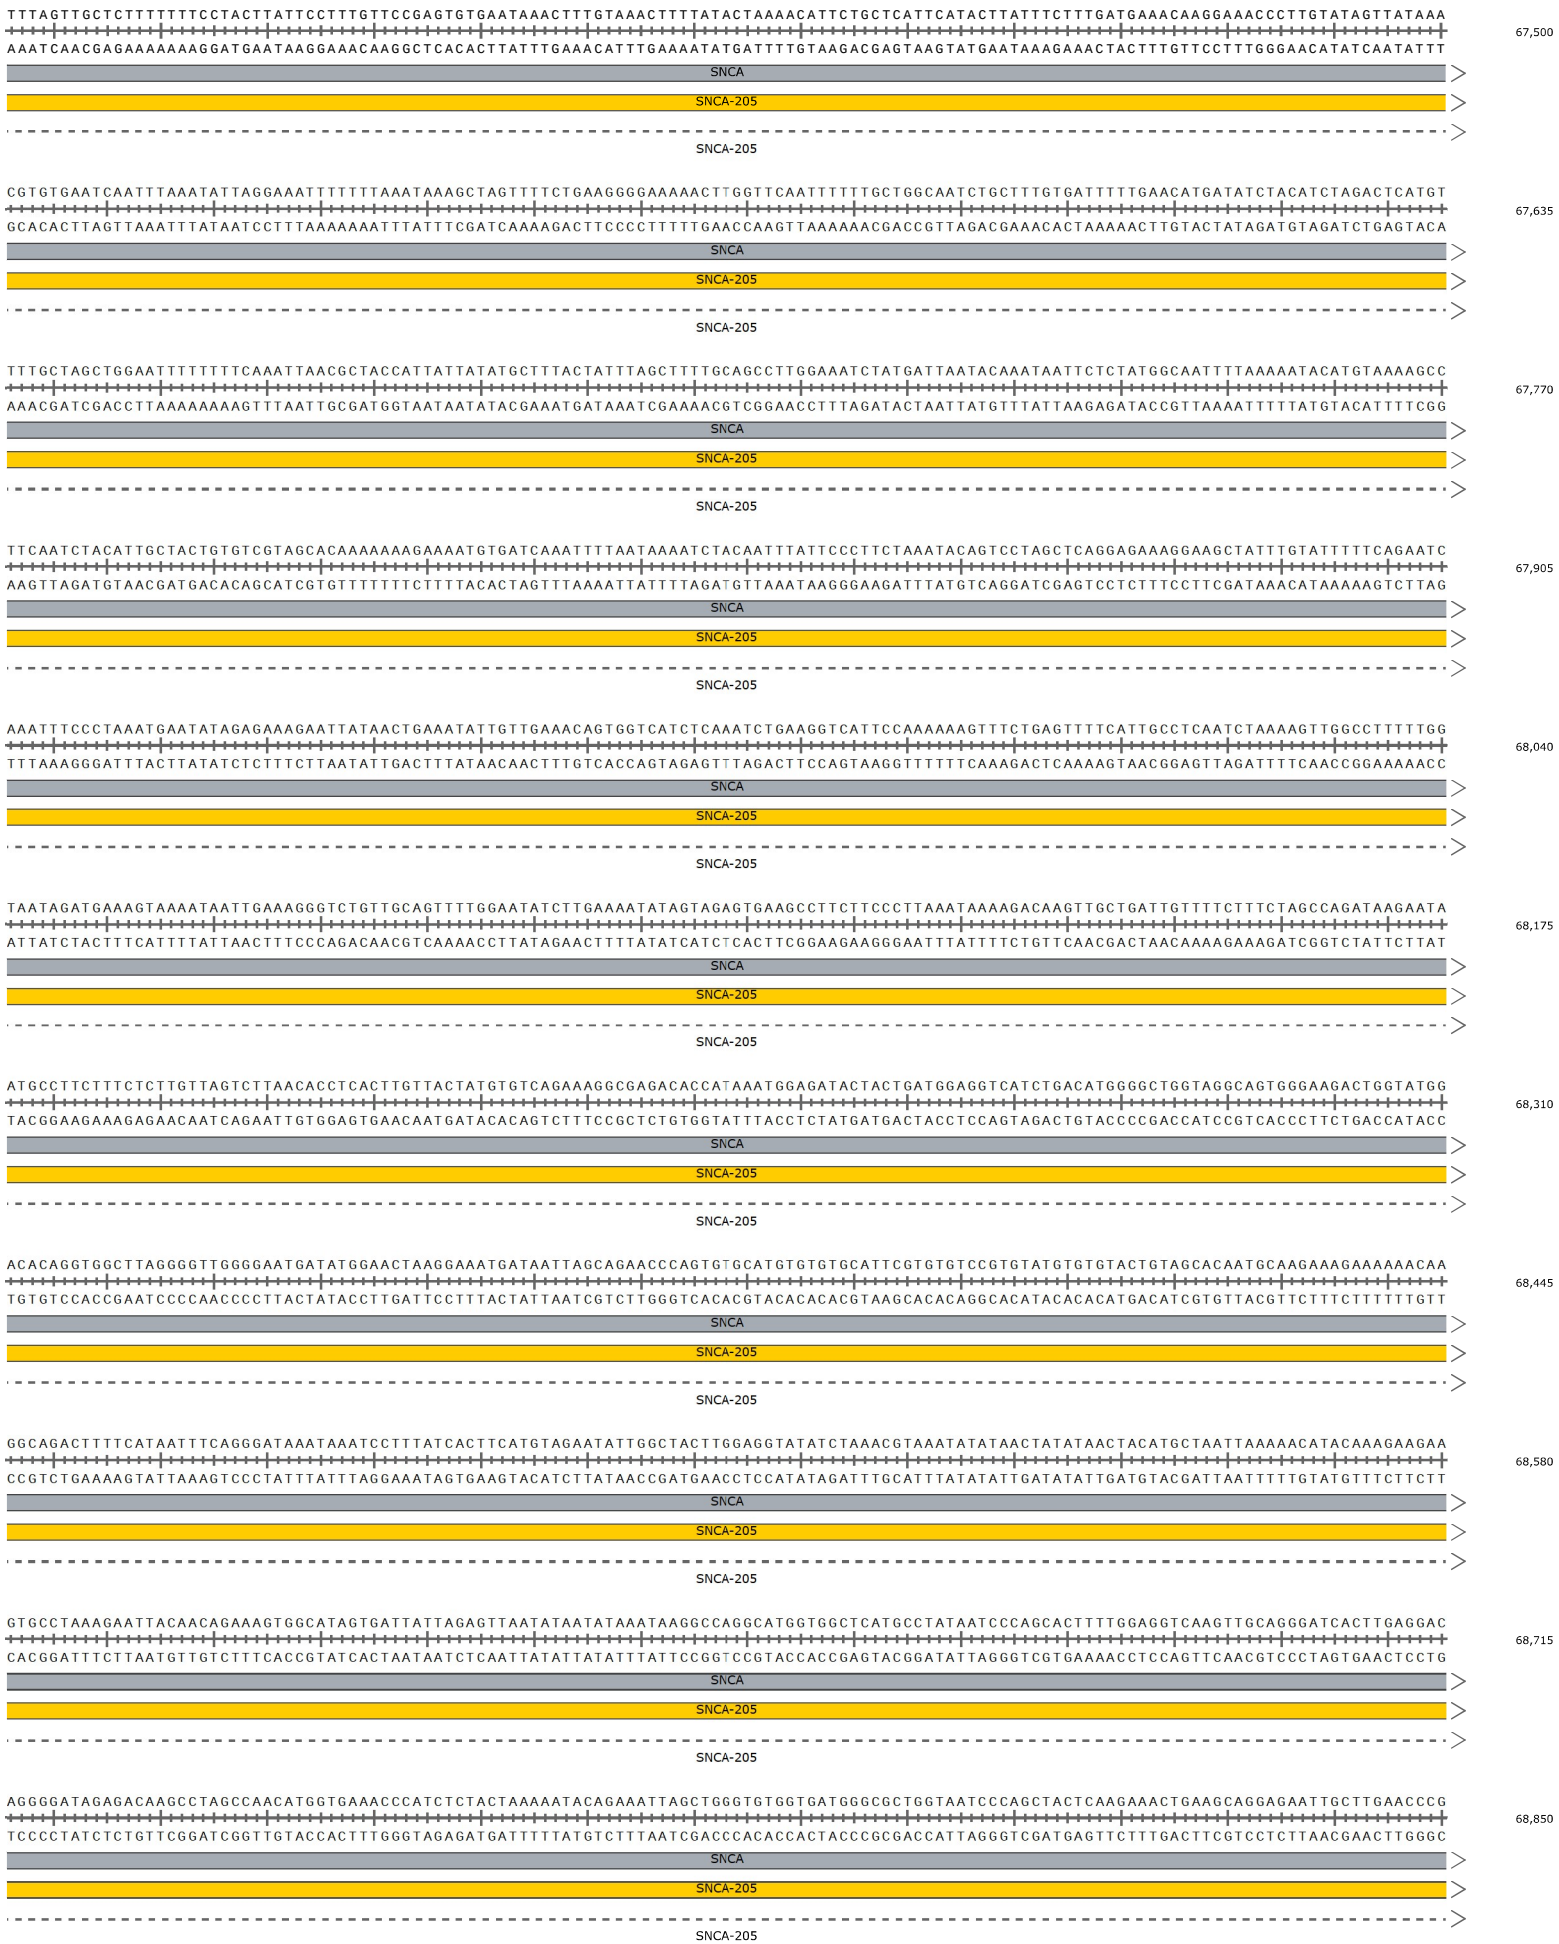 TTTAGTTGCTCTTTTTTTTCCTACTTATTCCTTTGTTCCGAGTGTGAATAAACTTTGTAAACTTTTATACTAAAACATTCTGCTCATTCATACTTATTTCTTTGATGAAACAAGGAAACCCTTGTATAGTTATAAA
67,500
AAATCAACGAGAAAAAAAAGGATGAATAAGGAAACAAGGCTCACACTTATTTGAAACATTTGAAAATATGATTTTGTAAGACGAGTAAGTATGAATAAAGAAACTACTTTGTTCCTTTGGGAACATATCAATATTT
SNCA
SNCA-205
SNCA-205
CGTGTGAATCAATTTAAATATTAGGAAATTTTTTTAAATAAAGCTAGTTTTCTGAAGGGGAAAAACTTGGTTCAATTTTTTGCTGGCAATCTGCTTTGTGATTTTTGAACATGATATCTACATCTAGACTCATGT
67,635
GCACACTTAGTTAAATTTATAATCCTTTAAAAAAATTTATTTCGATCAAAAGACTTCCCCTTTTTGAACCAAGTTAAAAAACGACCGTTAGACGAAACACTAAAAACTTGTACTATAGATGTAGATCTGAGTACA
SNCA
SNCA-205
SNCA-205
TTTGCTAGCTGGAATTTTTTTTCAAATTAACGCTACCATTATTATATGCTTTACTATTTAGCTTTTGCAGCCTTGGAAATCTATGATTAATACAAATAATTCTCTATGGCAATTTTAAAAATACATGTAAAAGCC
67,770
AAACGATCGACCTTAAAAAAAAGTTTAATTGCGATGGTAATAATATACGAAATGATAAATCGAAAACGTCGGAACCTTTAGATACTAATTATGTTTATTAAGAGATACCGTTAAAATTTTTATGTACATTTTCGG
SNCA
SNCA-205
SNCA-205
TTCAATCTACATTGCTACTGTGTCGTAGCACAAAAAAAGAAAATGTGATCAAATTTTAATAAAATCTACAATTTATTCCCTTCTAAATACAGTCCTAGCTCAGGAGAAAGGAAGCTATTTGTATTTTTCAGAATC
67,905
AAGTTAGATGTAACGATGACACAGCATCGTGTTTTTTTCTTTTACACTAGTTTAAAATTATTTTAGATGTTAAATAAGGGAAGATTTATGTCAGGATCGAGTCCTCTTTCCTTCGATAAACATAAAAAGTCTTAG
SNCA
SNCA-205
SNCA-205
AAATTTCCCTAAATGAATATAGAGAAAGAATTATAACTGAAATATTGTTGAAACAGTGGTCATCTCAAATCTGAAGGTCATTCCAAAAAAGTTTCTGAGTTTTCATTGCCTCAATCTAAAAGTTGGCCTTTTTGG
68,040
TTTAAAGGGATTTACTTATATCTCTTTCTTAATATTGACTTTATAACAACTTTGTCACCAGTAGAGTTTAGACTTCCAGTAAGGTTTTTTCAAAGACTCAAAAGTAACGGAGTTAGATTTTCAACCGGAAAAACC
SNCA
SNCA-205
SNCA-205
TAATAGATGAAAGTAAAATAATTGAAAGGGTCTGTTGCAGTTTTGGAATATCTTGAAAATATAGTAGAGTGAAGCCTTCTTCCCTTAAATAAAAGACAAGTTGCTGATTGTTTTCTTTCTAGCCAGATAAGAATA
68,175
ATTATCTACTTTCATTTTATTAACTTTCCCAGACAACGTCAAAACCTTATAGAACTTTTATATCATCTCACTTCGGAAGAAGGGAATTTATTTTCTGTTCAACGACTAACAAAAGAAAGATCGGTCTATTCTTAT
SNCA
SNCA-205
SNCA-205
ATGCCTTCTTTCTCTTGTTAGTCTTAACACCTCACTTGTTACTATGTGTCAGAAAGGCGAGACACCATAAATGGAGATACTACTGATGGAGGTCATCTGACATGGGGCTGGTAGGCAGTGGGAAGACTGGTATGG
68,310
TACGGAAGAAAGAGAACAATCAGAATTGTGGAGTGAACAATGATACACAGTCTTTCCGCTCTGTGGTATTTACCTCTATGATGACTACCTCCAGTAGACTGTACCCCGACCATCCGTCACCCTTCTGACCATACC
SNCA
SNCA-205
SNCA-205
ACACAGGTGGCTTAGGGGTTGGGGAATGATATGGAACTAAGGAAATGATAATTAGCAGAACCCAGTGTGCATGTGTGTGCATTCGTGTGTCCGTGTATGTGTGTACTGTAGCACAATGCAAGAAAGAAAAAACAA
68,445
TGTGTCCACCGAATCCCCAACCCCTTACTATACCTTGATTCCTTTACTATTAATCGTCTTGGGTCACACGTACACACACGTAAGCACACAGGCACATACACACATGACATCGTGTTACGTTCTTTCTTTTTTGTT
SNCA
SNCA-205
SNCA-205
GGCAGACTTTTCATAATTTCAGGGATAAATAAATCCTTTATCACTTCATGTAGAATATTGGCTACTTGGAGGTATATCTAAACGTAAATATATAACTATATAACTACATGCTAATTAAAAACATACAAAGAAGAA
68,580
CCGTCTGAAAAGTATTAAAGTCCCTATTTATTTAGGAAATAGTGAAGTACATCTTATAACCGATGAACCTCCATATAGATTTGCATTTATATATTGATATATTGATGTACGATTAATTTTTGTATGTTTCTTCTT
SNCA
SNCA-205
SNCA-205
GTGCCTAAAGAATTACAACAGAAAGTGGCATAGTGATTATTAGAGTTAATATAATATAAATAAGGCCAGGCATGGTGGCTCATGCCTATAATCCCAGCACTTTTGGAGGTCAAGTTGCAGGGATCACTTGAGGAC
68,715
CACGGATTTCTTAATGTTGTCTTTCACCGTATCACTAATAATCTCAATTATATTATATTTATTCCGGTCCGTACCACCGAGTACGGATATTAGGGTCGTGAAAACCTCCAGTTCAACGTCCCTAGTGAACTCCTG
SNCA
SNCA-205
SNCA-205
AGGGGATAGAGACAAGCCTAGCCAACATGGTGAAACCCATCTCTACTAAAAATACAGAAATTAGCTGGGTGTGGTGATGGGCGCTGGTAATCCCAGCTACTCAAGAAACTGAAGCAGGAGAATTGCTTGAACCCG
68,850
TCCCCTATCTCTGTTCGGATCGGTTGTACCACTTTGGGTAGAGATGATTTTTATGTCTTTAATCGACCCACACCACTACCCGCGACCATTAGGGTCGATGAGTTCTTTGACTTCGTCCTCTTAACGAACTTGGGC
SNCA
SNCA-205
SNCA-205